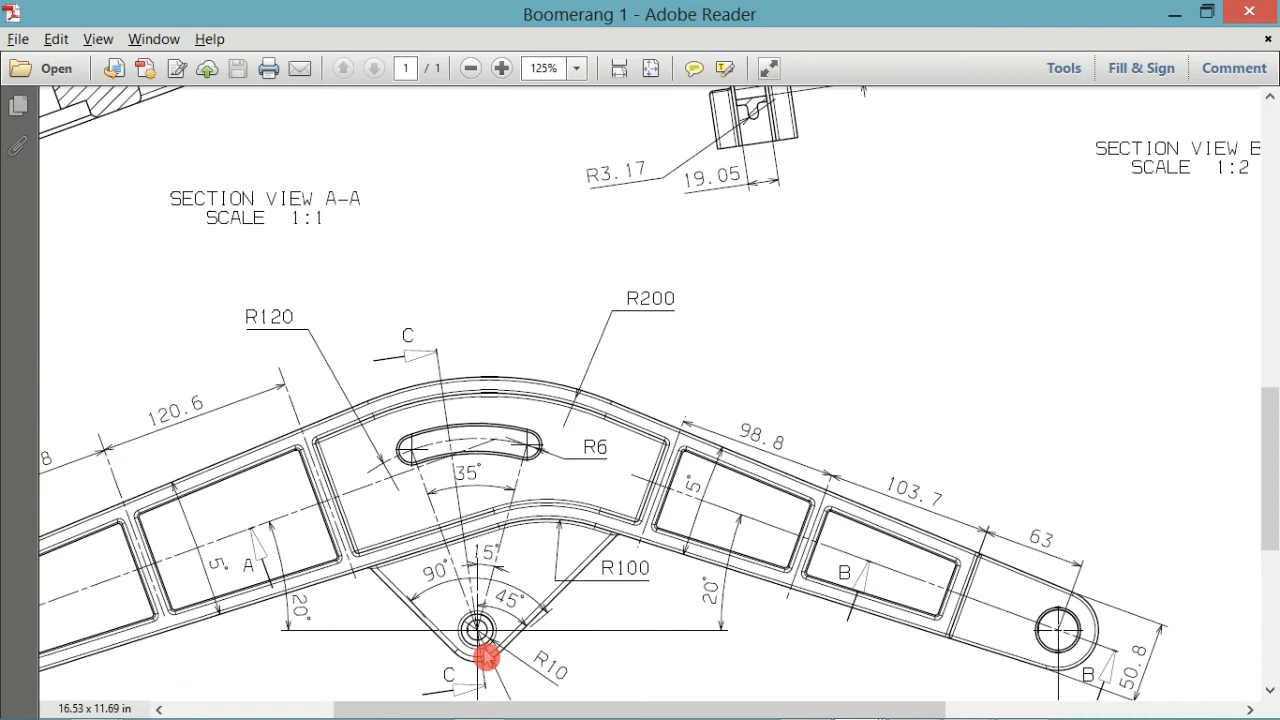 Boomerang 1 - Adobe Reader
File Edit View Window Help
Open 1 / 1 125% Tools Fill & Sign Comment
SECTION VIEW A-A
SCALE 1:1
R3.17
19.05
SECTION VIEW B
SCALE 1:2
R120
R200
C
120.6
8
98.8
103.7
63
R6
35°
5°
5°
A
20°
90°
15°
45°
R100
20°
B
R10
C
B
50.8
16.53 x 11.69 in